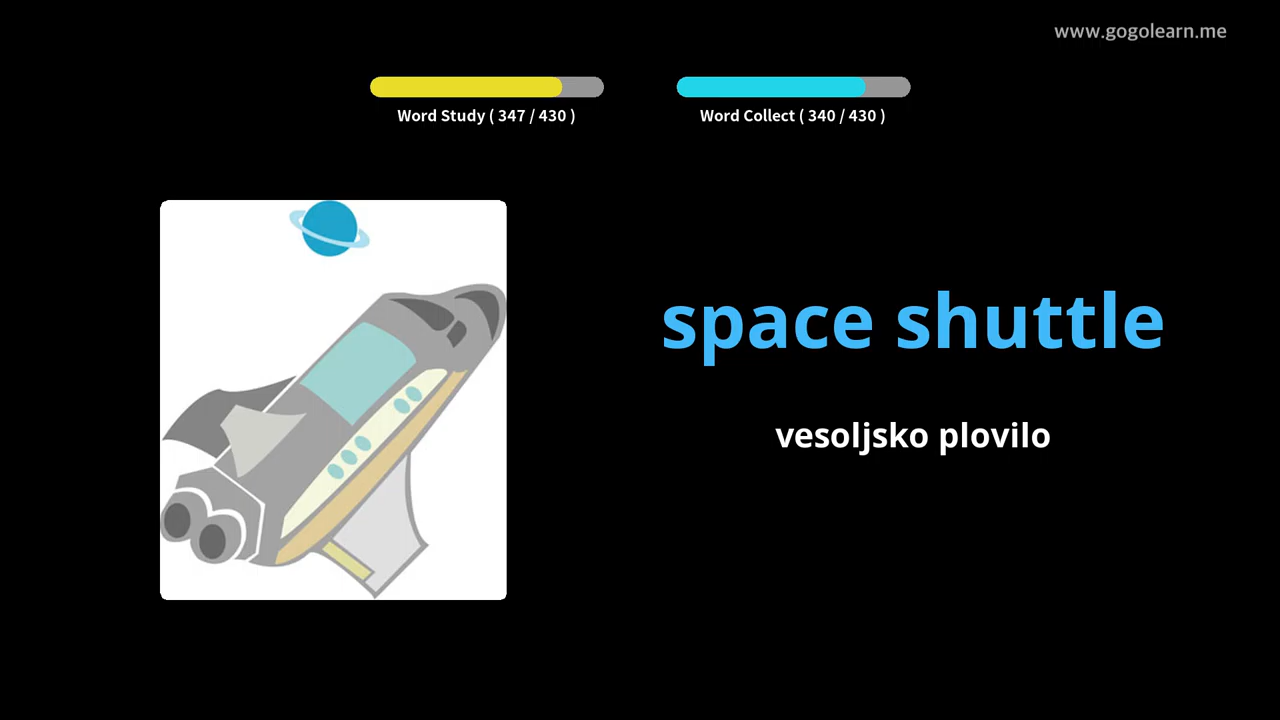 www.gogolearn.me
Word Study ( 347 / 430 )
Word Collect ( 340 / 430 )
space shuttle
vesoljsko plovilo